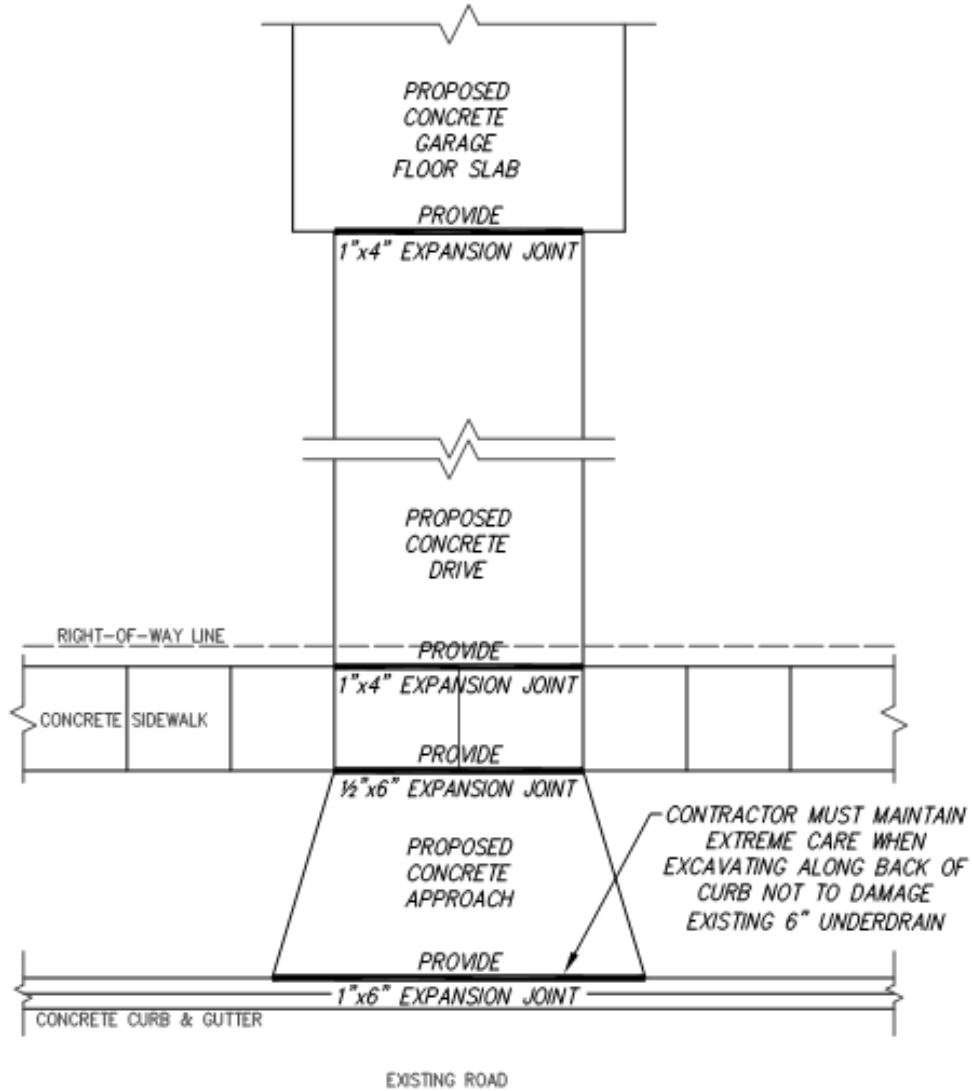 PROPOSED
CONCRETE
GARAGE
FLOOR SLAB
PROVIDE
1"x4" EXPANSION JOINT
PROPOSED
CONCRETE
DRIVE
RIGHT-OF-WAY LINE
PROVIDE
1"x4" EXPANSION JOINT
CONCRETE SIDEWALK
PROVIDE
½"x6" EXPANSION JOINT
CONTRACTOR MUST MAINTAIN
EXTREME CARE WHEN
EXCAVATING ALONG BACK OF
CURB NOT TO DAMAGE
EXISTING 6" UNDERDRAIN
PROPOSED
CONCRETE
APPROACH
PROVIDE
1"x6" EXPANSION JOINT
CONCRETE CURB & GUTTER
EXISTING ROAD